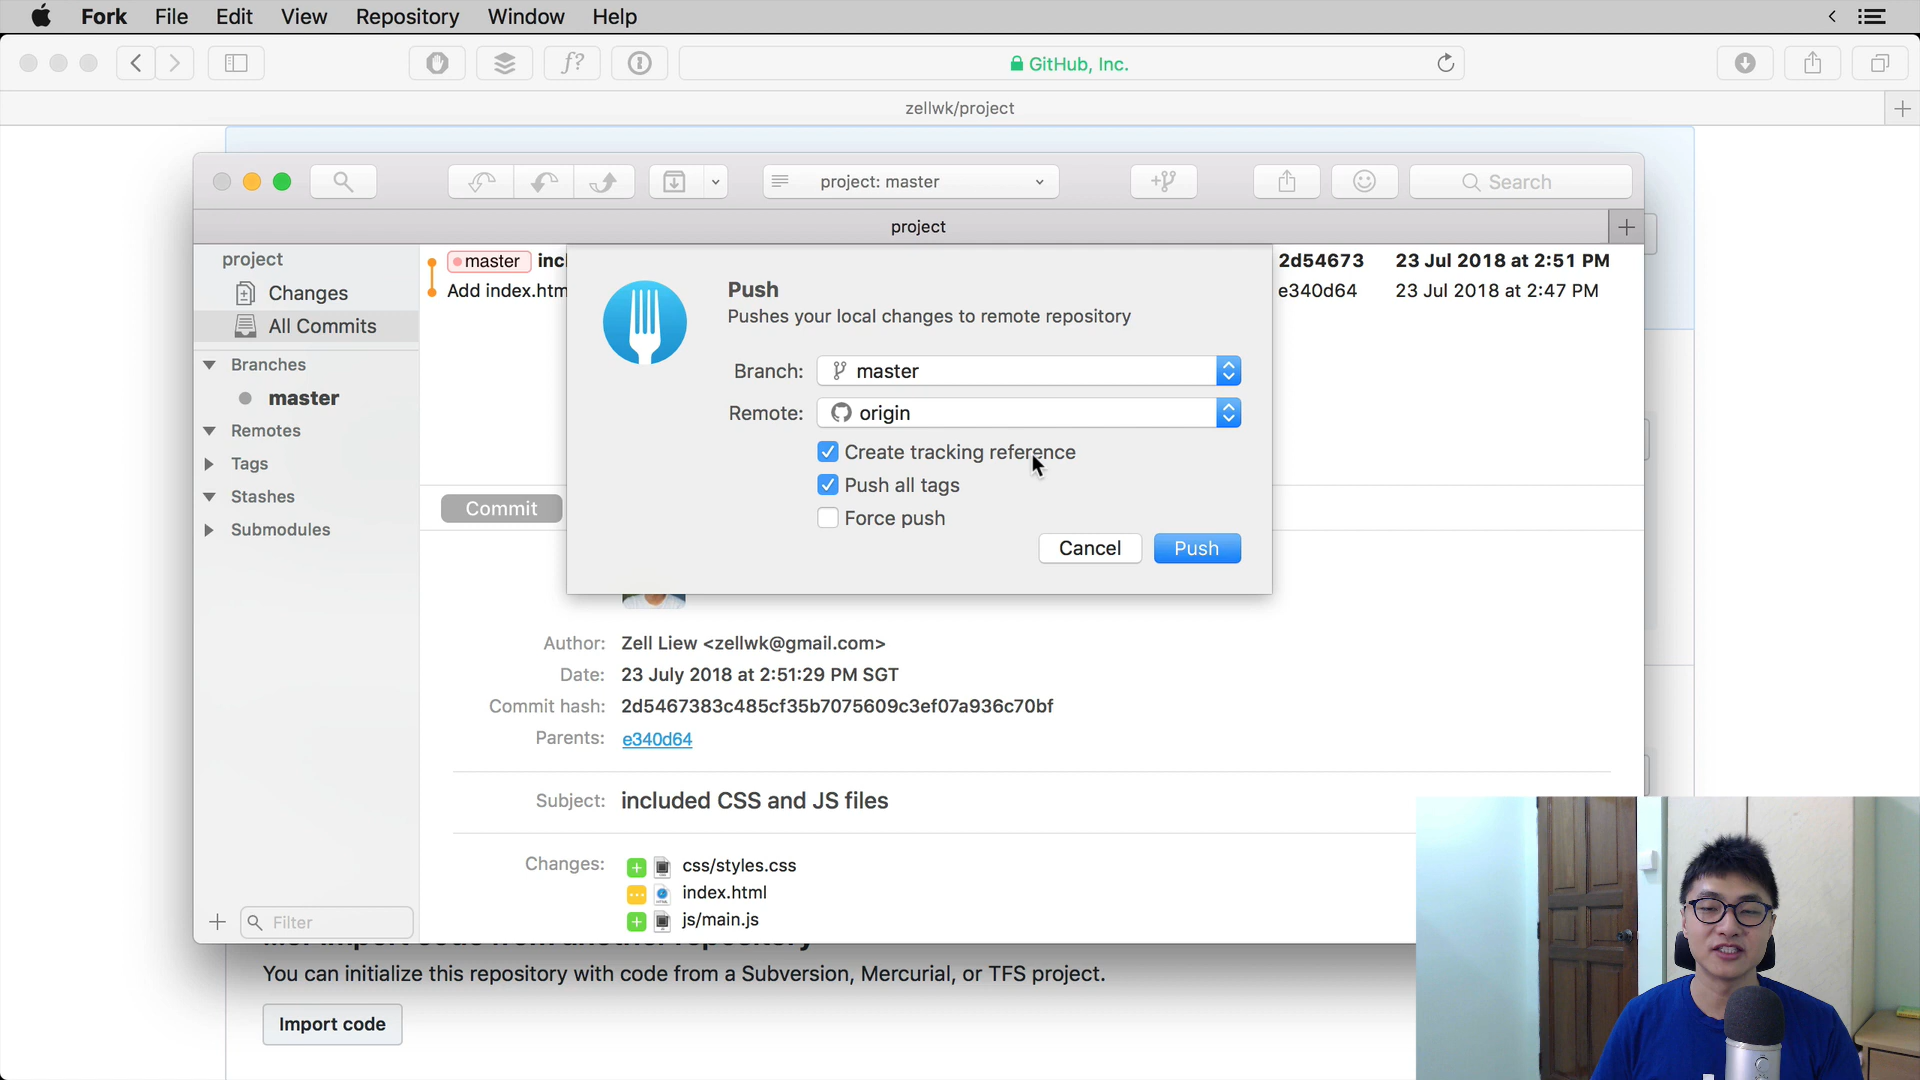 Fork File Edit View Repository Window Help
f?
GitHub, Inc.
zellwk/project
project: master
Search
project
project
Changes
All Commits
Branches
master
Remotes
Tags
Stashes
Submodules
Filter
master incl
2d54673 23 Jul 2018 at 2:51 PM
Add index.htm
e340d64 23 Jul 2018 at 2:47 PM
Push
Pushes your local changes to remote repository
Branch: master
Remote: origin
Create tracking reference
Push all tags
Force push
Cancel Push
Commit
Author: Zell Liew <zellwk@gmail.com>
Date: 23 July 2018 at 2:51:29 PM SGT
Commit hash: 2d5467383c485cf35b7075609c3ef07a936c70bf
Parents: e340d64
Subject: included CSS and JS files
Changes: css/styles.css
index.html
js/main.js
import code from another repository
You can initialize this repository with code from a Subversion, Mercurial, or TFS project.
Import code